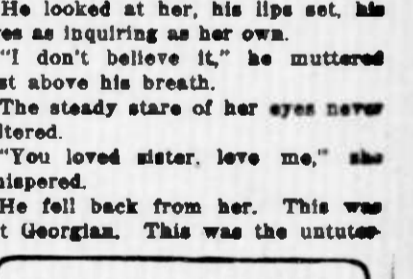 He looked at her, his lips set, his
es as inquiring as her own.
"I don't believe it," he muttered
st above his breath.
The steady stare of her eyes never
ltered.
"You loved sister, love me," she
hispered.
He fell back from her. This was
t Georgian. This was the untutor-